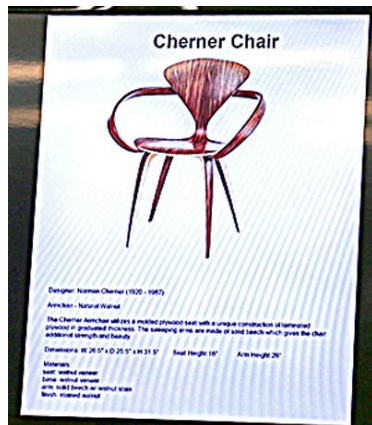 Cherner Chair
Designer: Norman Cherner (1920 - 1987)
Armchair - Natural Walnut
The Cherner Armchair utilizes a molded plywood seat with a unique construction of laminated
plywood in graduated thickness. The sweeping arms are made of solid beech which gives the chair
additional strength and beauty.
Dimensions: W 26.5" x D 25.5" x H 31.5" Seat Height 18" Arm Height 26"
Materials:
seat: walnut veneer
base: walnut veneer
arm: solid beech w/ walnut stain
finish: stained walnut